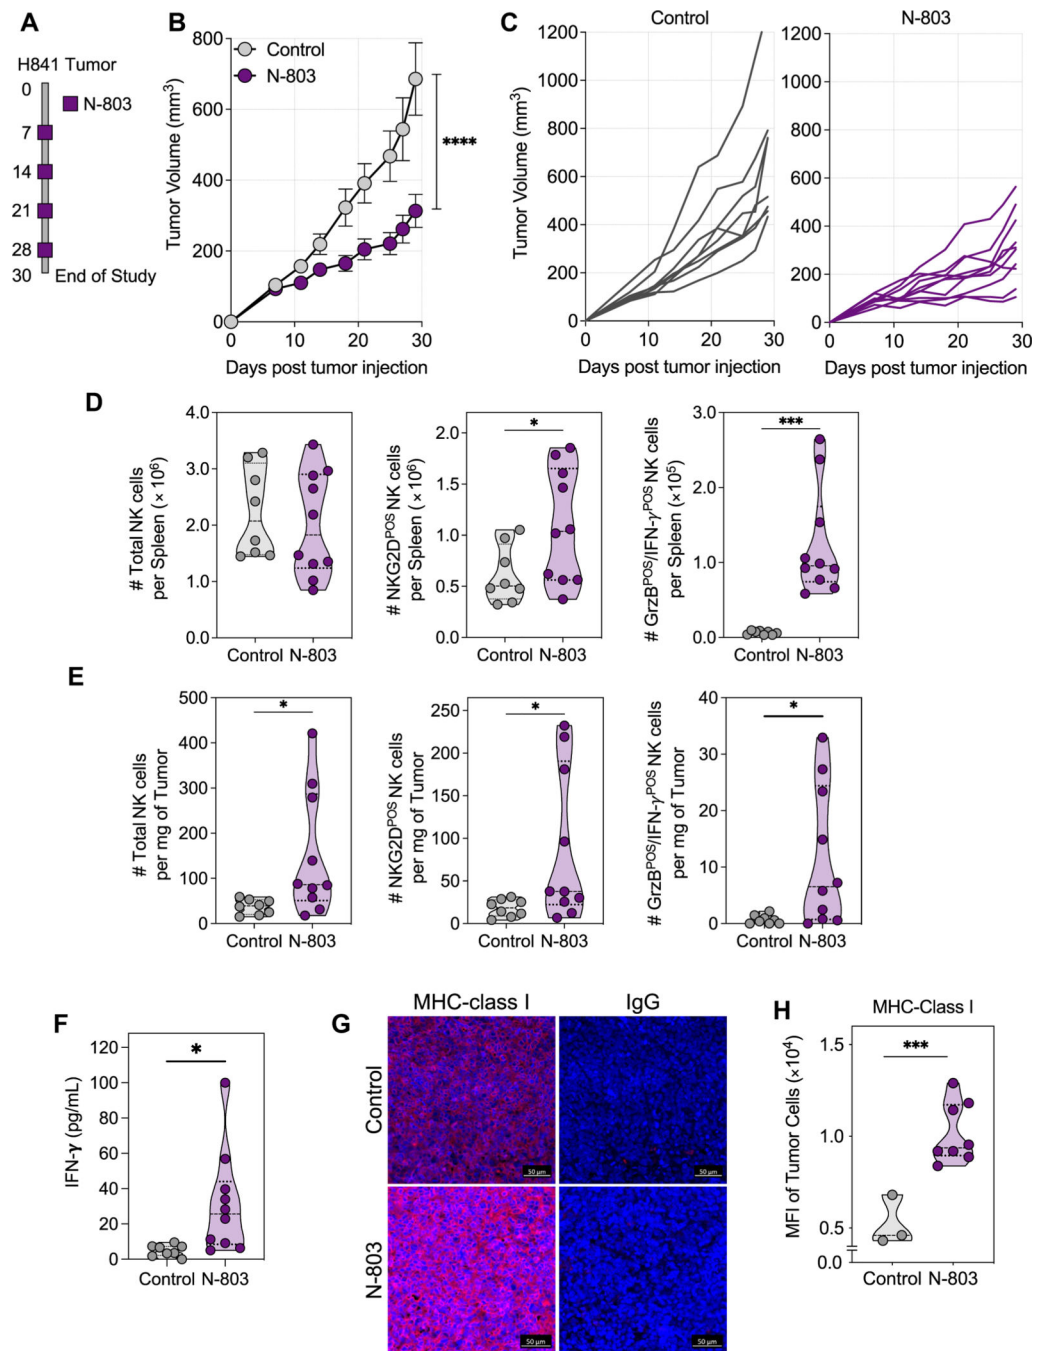 A
H841 Tumor
0
N-803
7
14
21
28
30 End of Study
B
Control
N-803
800
600
400
200
0
Tumor Volume (mm³)
0 10 20 30
Days post tumor injection
****
C
Control
1200
1000
800
600
400
200
0
Tumor Volume (mm³)
0 10 20 30
Days post tumor injection
N-803
1200
1000
800
600
400
200
0
0 10 20 30
Days post tumor injection
D
# Total NK cells
per Spleen (× 10⁶)
4.0
3.0
2.0
1.0
0.0
Control N-803
# NKG2Dᴾᴼˢ NK cells
per Spleen (× 10⁶)
2.0
1.5
1.0
0.5
0.0
*
Control N-803
# GrzBᴾᴼˢ/IFN-γᴾᴼˢ NK cells
per Spleen (×10⁵)
3.0
2.0
1.0
0.0
***
Control N-803
E
# Total NK cells
per mg of Tumor
500
400
300
200
100
0
*
Control N-803
# NKG2Dᴾᴼˢ NK cells
per mg of Tumor
250
200
150
100
50
0
*
Control N-803
# GrzBᴾᴼˢ/IFN-γᴾᴼˢ NK cells
per mg of Tumor
40
30
20
10
0
*
Control N-803
F
IFN-γ (pg/mL)
120
100
80
60
40
20
0
*
Control N-803
G
MHC-class I IgG
Control
50 µm
50 µm
N-803
50 µm
50 µm
H
MHC-Class I
MFI of Tumor Cells (×10⁴)
1.5
1.0
0.5
0.0
***
Control N-803